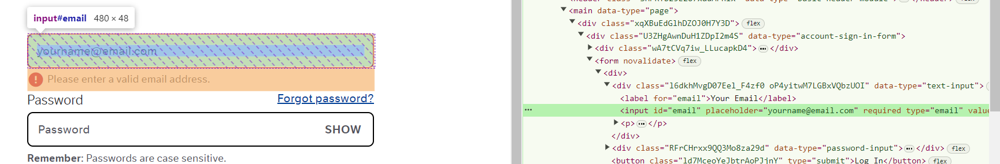 input#email 480 × 48
yourname@email.com
Please enter a valid email address.
Password
Forgot password?
Password
SHOW
Remember: Passwords are case sensitive.
<main data-type="page">
<div class="xqXBuEdGlhDZOJ0H7Y3D"> flex
<div class="U3ZHgAwnDuH1ZDpI2m4S" data-type="account-sign-in-form">
<div class="wA7tCVq7iw_LLucapkD4"> … </div>
<form novalidate> flex
<div>
<div class="l6dkhMvgD07Eel_F4zf0 oP4yitwM7LGBxVQbzUOI" data-type="text-input">
<label for="email">Your Email</label>
<input id="email" placeholder="yourname@email.com" required type="email" value
<p> … </p>
</div>
<div class="RFrCHrxx9QQ3Mo8za29d" data-type="password-input"> … </div> flex
<button class="ld7MceoYeJbtrAoPJjnY" type="submit">Log In</button> flex